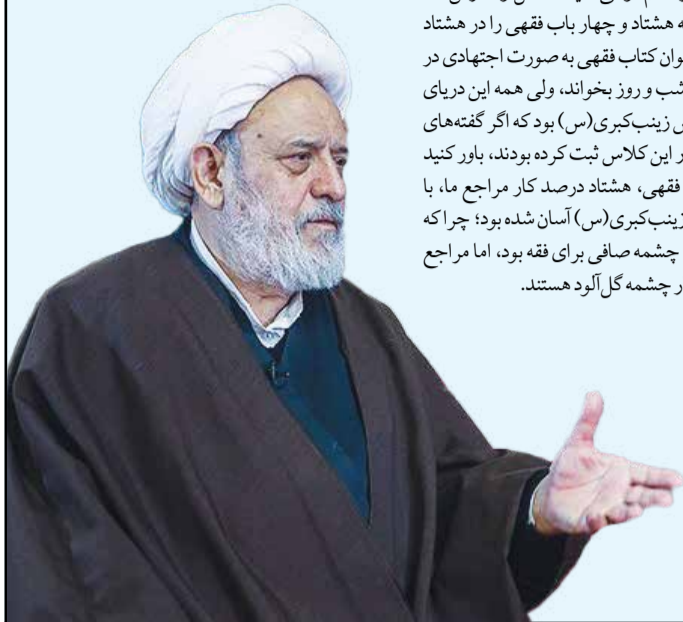 ه هشتاد و چهار باب فقهی را در هشتاد
وان کتاب فقهی به صورت اجتهادی در
شب و روز بخواند، ولی همه این دریای
س زینب‌کبری(س) بود که اگر گفته‌های
ر این کلاس ثبت کرده بودند، باور کنید
فقهی، هشتاد درصد کار مراجع ما، با
زینب‌کبری(س) آسان شده بود؛ چرا که
چشمه صافی برای فقه بود، اما مراجع
ر چشمه گل‌آلود هستند.